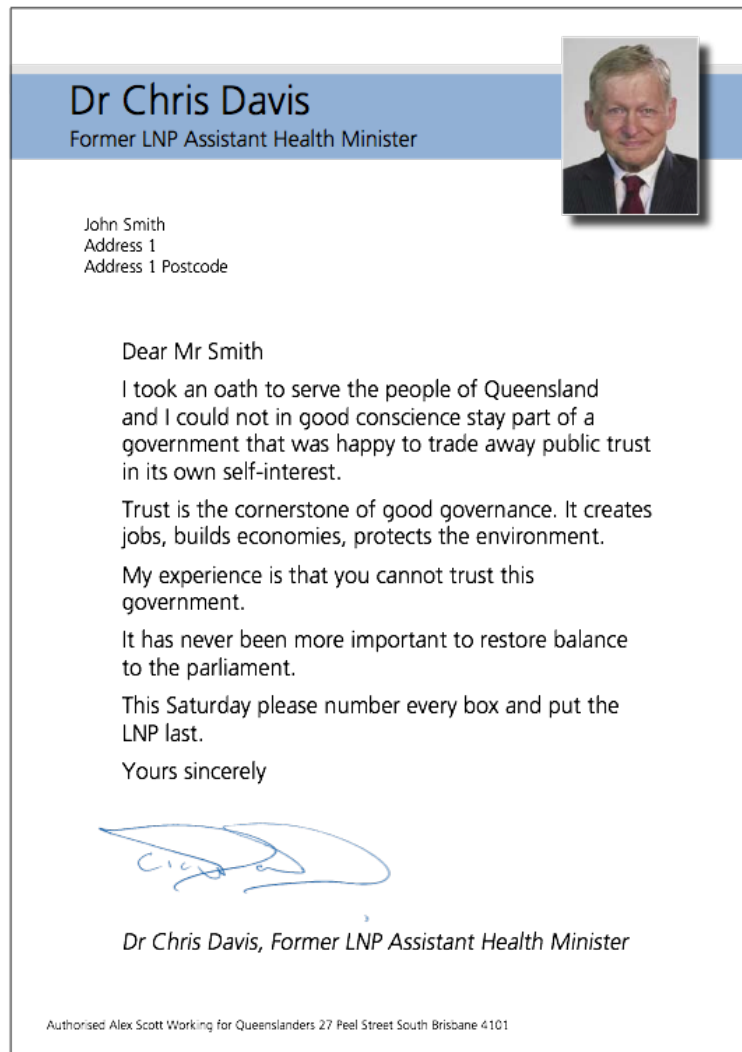 Dr Chris Davis
Former LNP Assistant Health Minister
John Smith
Address 1
Address 1 Postcode
Dear Mr Smith
I took an oath to serve the people of Queensland
and I could not in good conscience stay part of a
government that was happy to trade away public trust
in its own self-interest.
Trust is the cornerstone of good governance. It creates
jobs, builds economies, protects the environment.
My experience is that you cannot trust this
government.
It has never been more important to restore balance
to the parliament.
This Saturday please number every box and put the
LNP last.
Yours sincerely
Dr Chris Davis, Former LNP Assistant Health Minister
Authorised Alex Scott Working for Queenslanders 27 Peel Street South Brisbane 4101